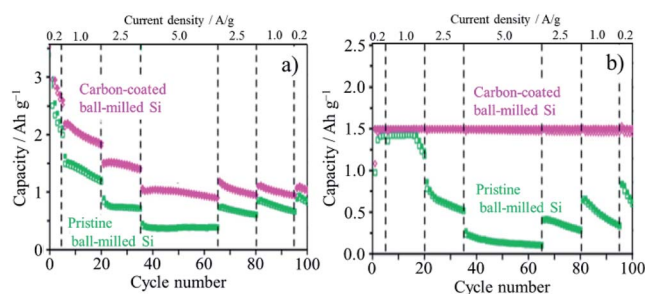 Current density / A/g
0.2 1.0 2.5 5.0 2.5 1.0 0.2
a)
Carbon-coated
ball-milled Si
Pristine
ball-milled Si
Capacity / Ah g⁻¹
3
2
1
0
0 20 40 60 80 100
Cycle number
Current density / A/g
0.2 1.0 2.5 5.0 2.5 1.0 0.2
b)
Carbon-coated
ball-milled Si
Pristine
ball-milled Si
Capacity / Ah g⁻¹
2.5
2.0
1.5
1.0
0.5
0.0
0 20 40 60 80 100
Cycle number